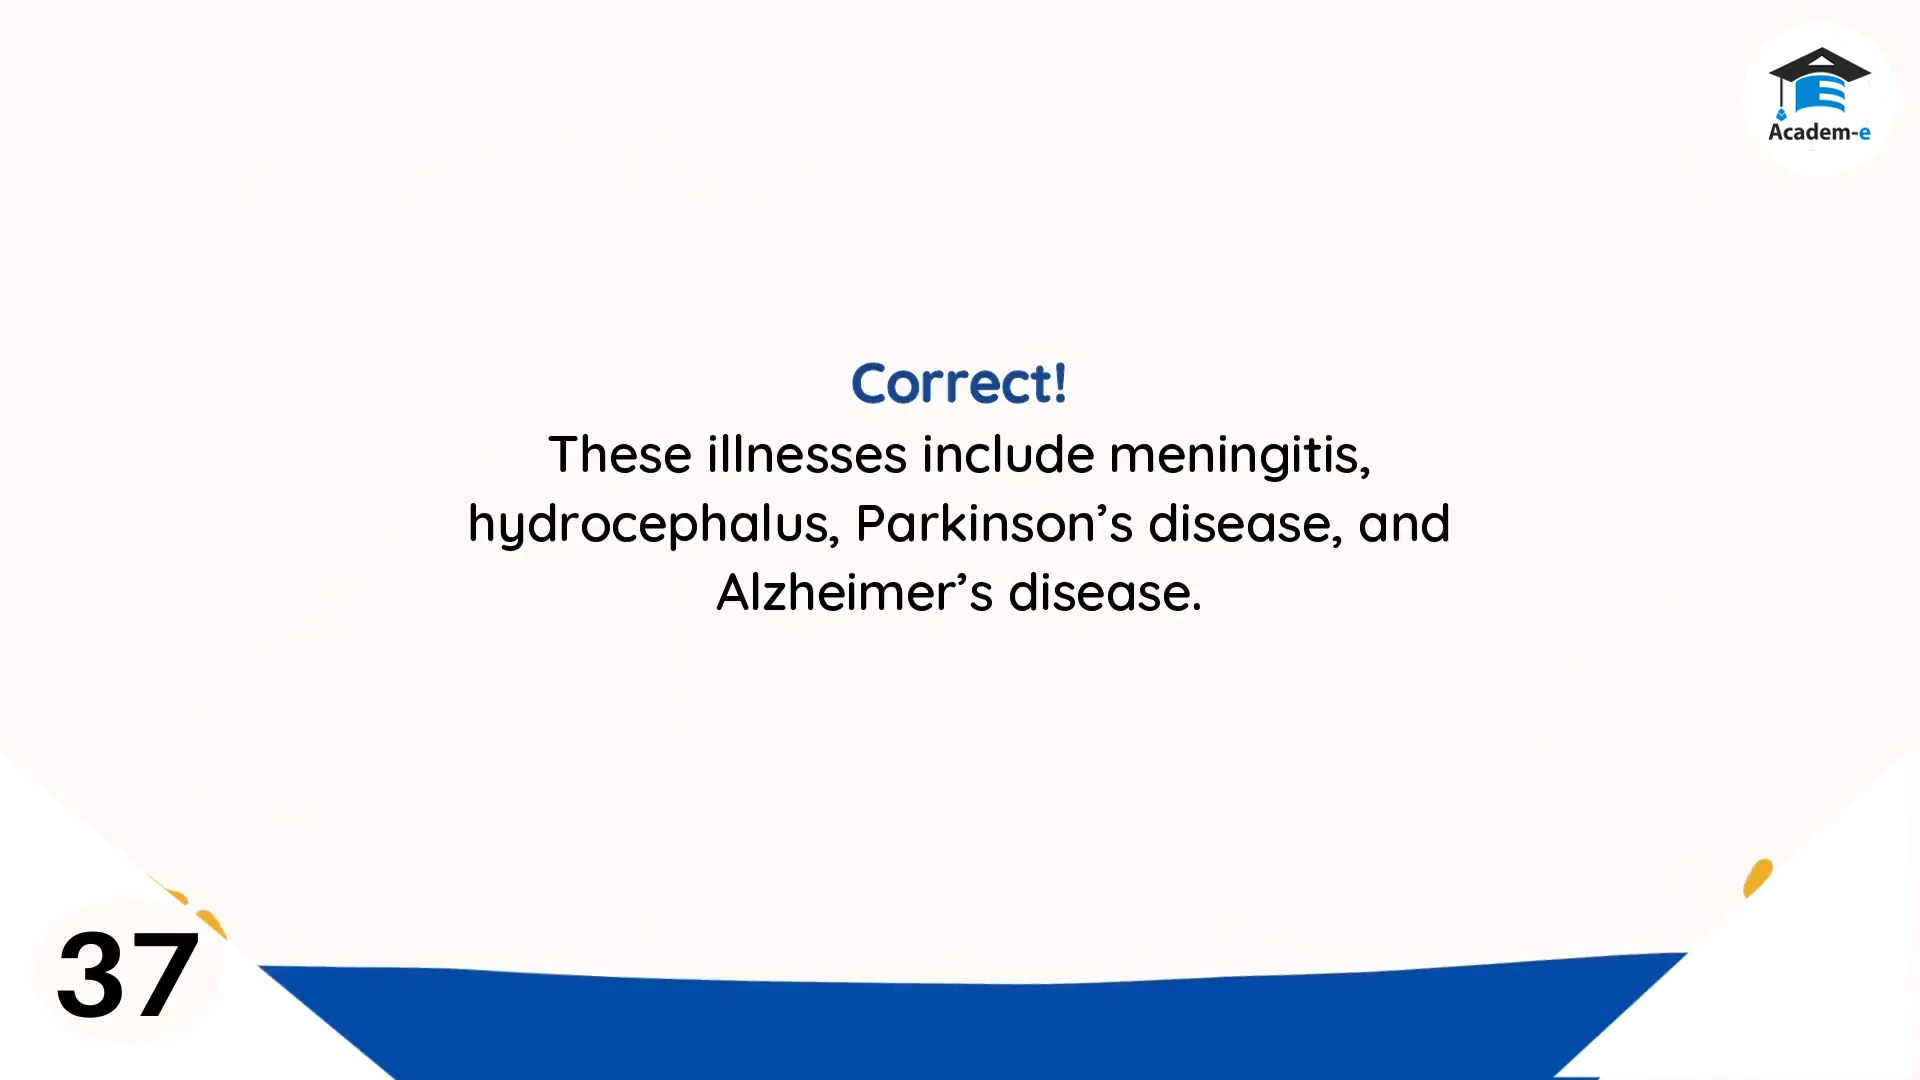 Academ-e
Correct!
These illnesses include meningitis,
hydrocephalus, Parkinson’s disease, and
Alzheimer’s disease.
37